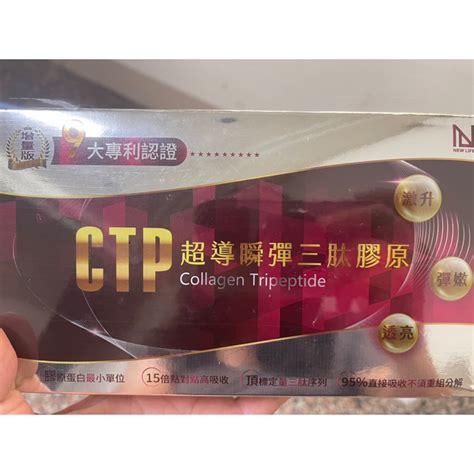 增量版
9大專利認證
N
NEW LIFE
激升
CTP 超導瞬彈三肽膠原
Collagen Tripeptide
彈嫩
透亮
膠原蛋白最小單位
15倍點對點高吸收
頂標定量三肽序列
95%直接吸收不須重組分解